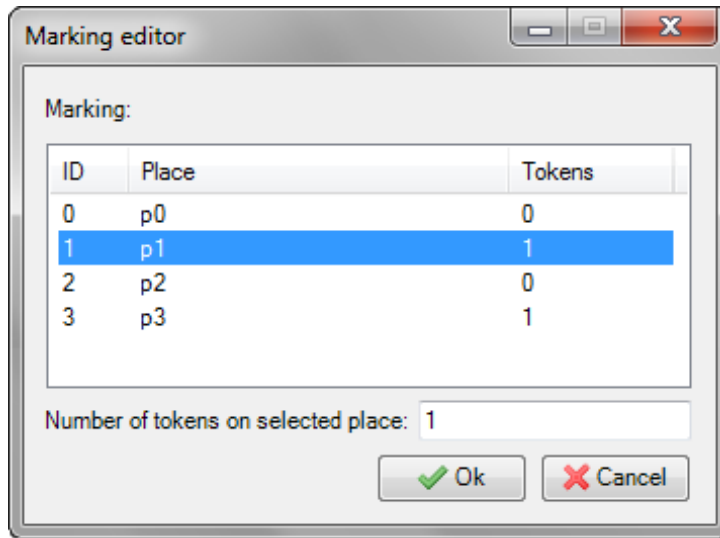 Marking editor
Marking:
ID Place Tokens
0 p0 0
1 p1 1
2 p2 0
3 p3 1
Number of tokens on selected place: 1
Ok Cancel